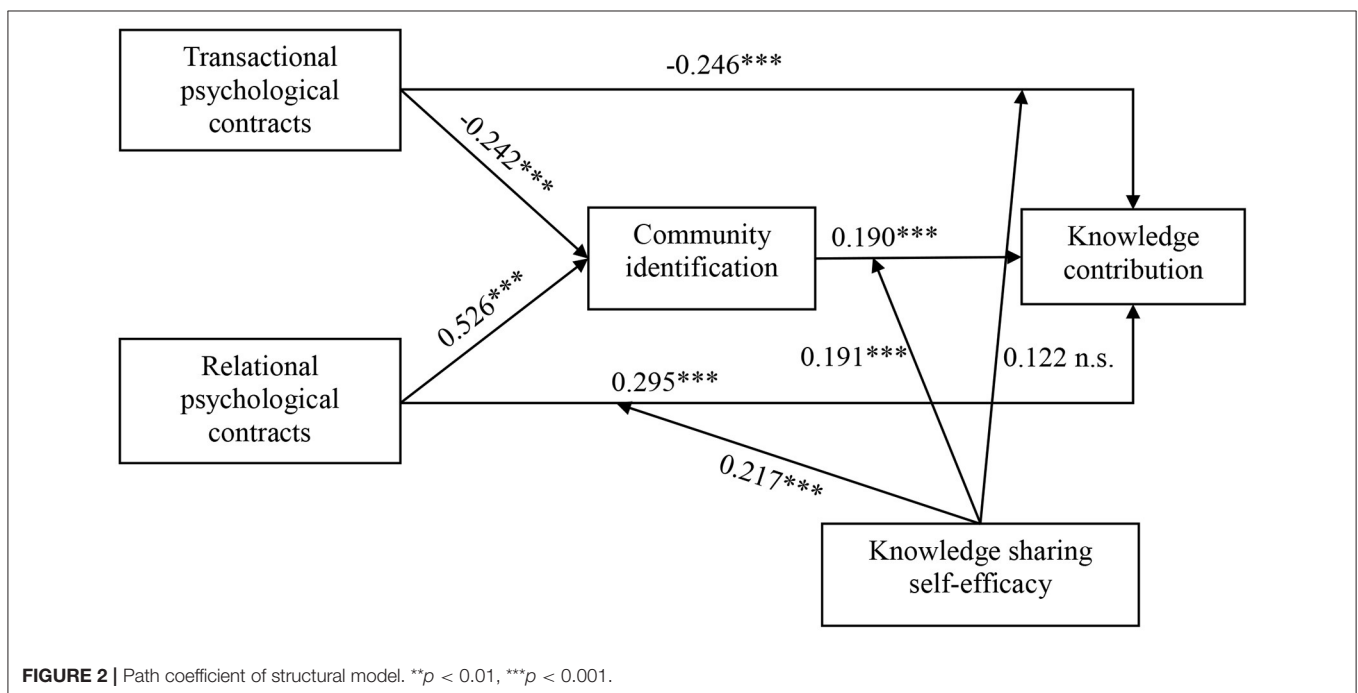 Transactional
psychological
contracts
-0.246***
-0.242***
Community
identification
0.190***
Knowledge
contribution
0.526***
Relational
psychological
contracts
0.295***
0.191***
0.122 n.s.
0.217***
Knowledge sharing
self-efficacy
FIGURE 2 | Path coefficient of structural model. **p < 0.01, ***p < 0.001.